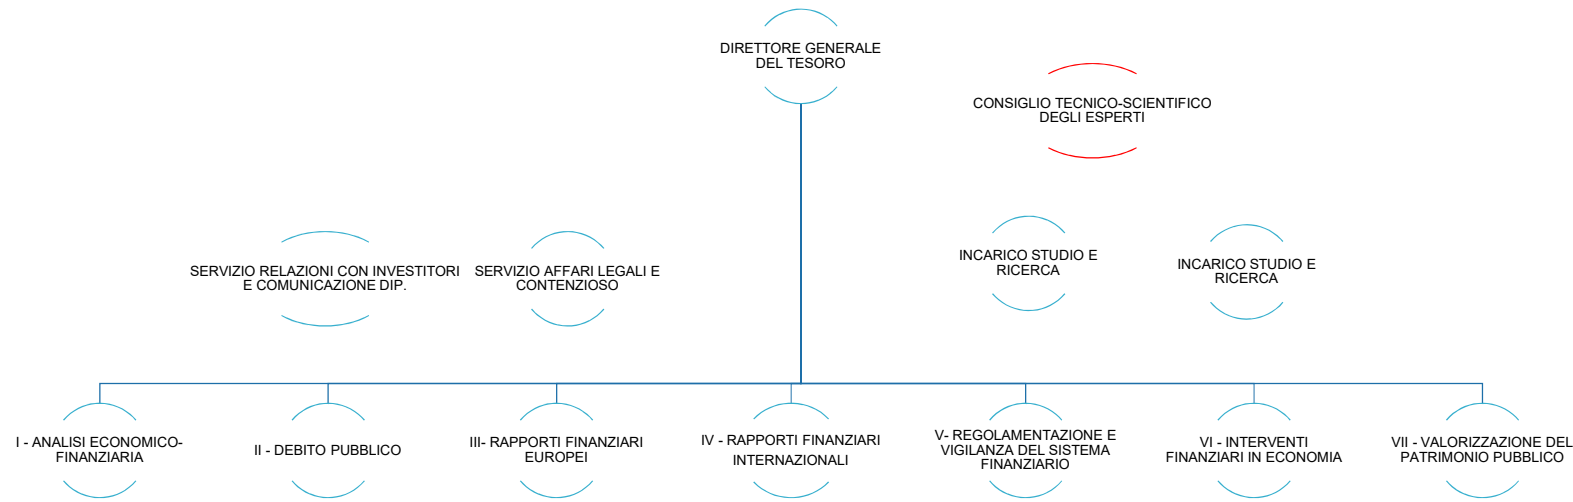 DIRETTORE GENERALE
DEL TESORO
CONSIGLIO TECNICO-SCIENTIFICO
DEGLI ESPERTI
SERVIZIO RELAZIONI CON INVESTITORI
E COMUNICAZIONE DIP.
SERVIZIO AFFARI LEGALI E
CONTENZIOSO
INCARICO STUDIO E
RICERCA
INCARICO STUDIO E
RICERCA
I - ANALISI ECONOMICO-
FINANZIARIA
II - DEBITO PUBBLICO
III- RAPPORTI FINANZIARI
EUROPEI
IV - RAPPORTI FINANZIARI
INTERNAZIONALI
V- REGOLAMENTAZIONE E
VIGILANZA DEL SISTEMA
FINANZIARIO
VI - INTERVENTI
FINANZIARI IN ECONOMIA
VII - VALORIZZAZIONE DEL
PATRIMONIO PUBBLICO